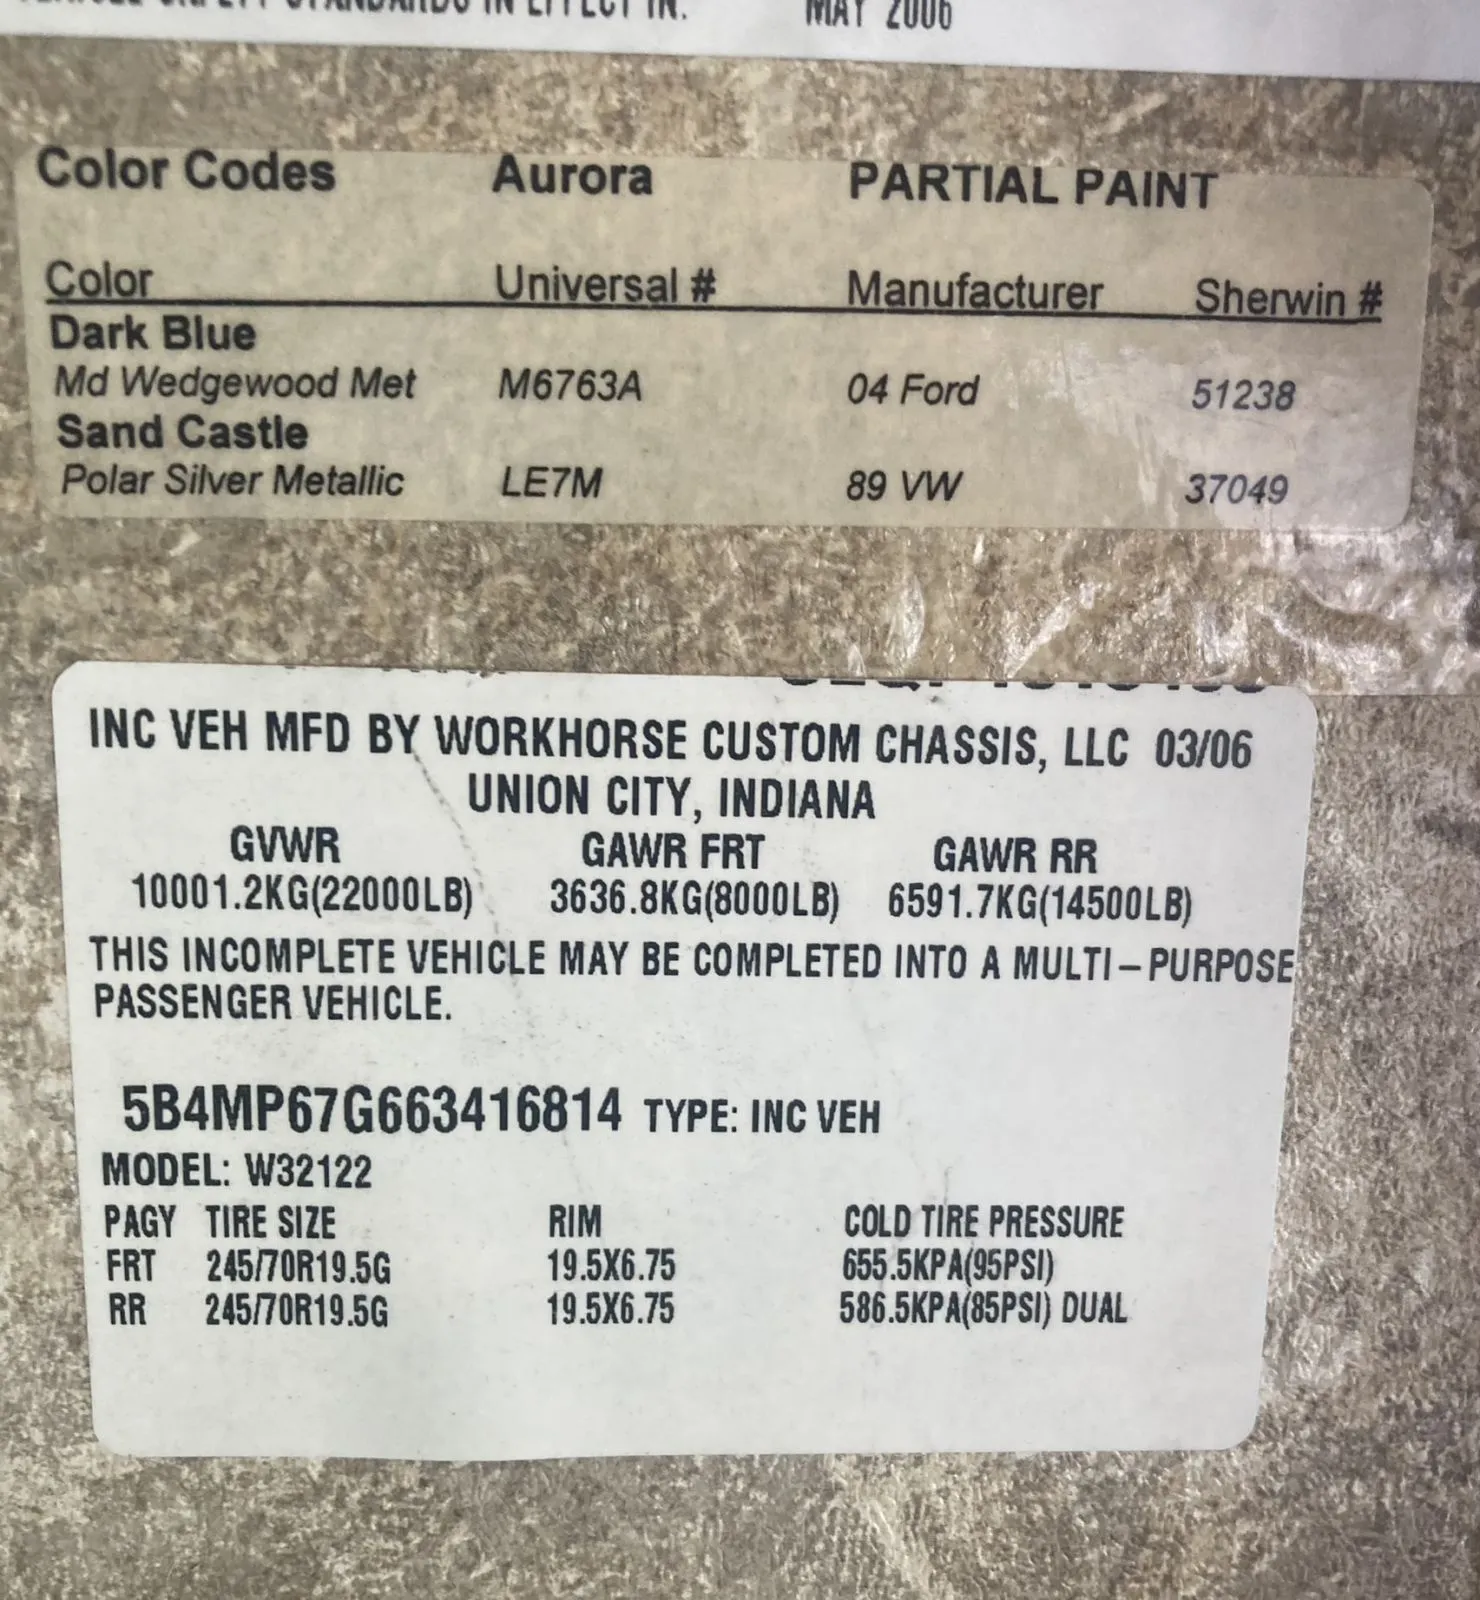 STANDARDS IN EFFECT IN: MAY 2006
Color Codes Aurora PARTIAL PAINT
Color Universal # Manufacturer Sherwin #
Dark Blue
Md Wedgewood Met M6763A 04 Ford 51238
Sand Castle
Polar Silver Metallic LE7M 89 VW 37049
INC VEH MFD BY WORKHORSE CUSTOM CHASSIS, LLC 03/06
UNION CITY, INDIANA
GVWR GAWR FRT GAWR RR
10001.2KG(22000LB) 3636.8KG(8000LB) 6591.7KG(14500LB)
THIS INCOMPLETE VEHICLE MAY BE COMPLETED INTO A MULTI-PURPOSE
PASSENGER VEHICLE.
5B4MP67G663416814 TYPE: INC VEH
MODEL: W32122
PAGY TIRE SIZE RIM COLD TIRE PRESSURE
FRT 245/70R19.5G 19.5X6.75 655.5KPA(95PSI)
RR 245/70R19.5G 19.5X6.75 586.5KPA(85PSI) DUAL